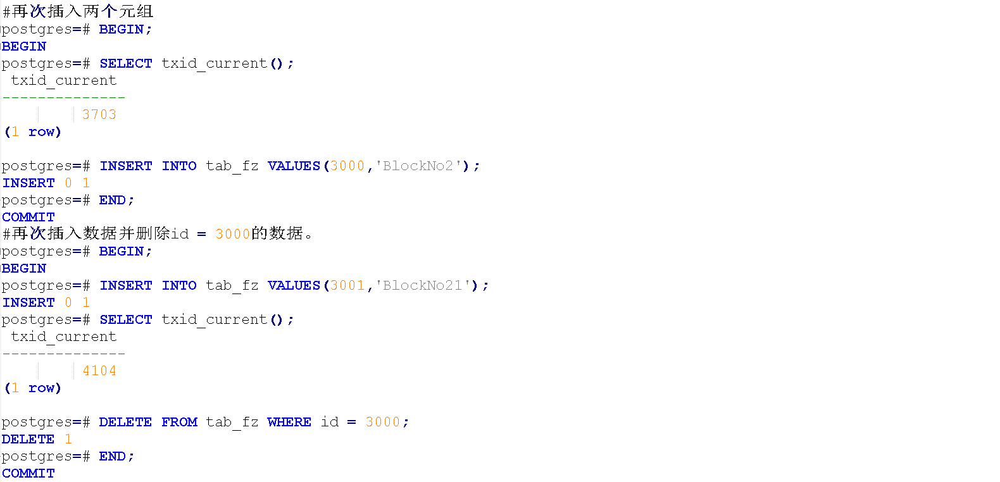 #再次插入两个元组
postgres=# BEGIN;
BEGIN
postgres=# SELECT txid_current();
 txid_current
--------------
         3703
(1 row)

postgres=# INSERT INTO tab_fz VALUES(3000,'BlockNo2');
INSERT 0 1
postgres=# END;
COMMIT
#再次插入数据并删除id = 3000的数据。
postgres=# BEGIN;
BEGIN
postgres=# INSERT INTO tab_fz VALUES(3001,'BlockNo21');
INSERT 0 1
postgres=# SELECT txid_current();
 txid_current
--------------
         4104
(1 row)

postgres=# DELETE FROM tab_fz WHERE id = 3000;
DELETE 1
postgres=# END;
COMMIT